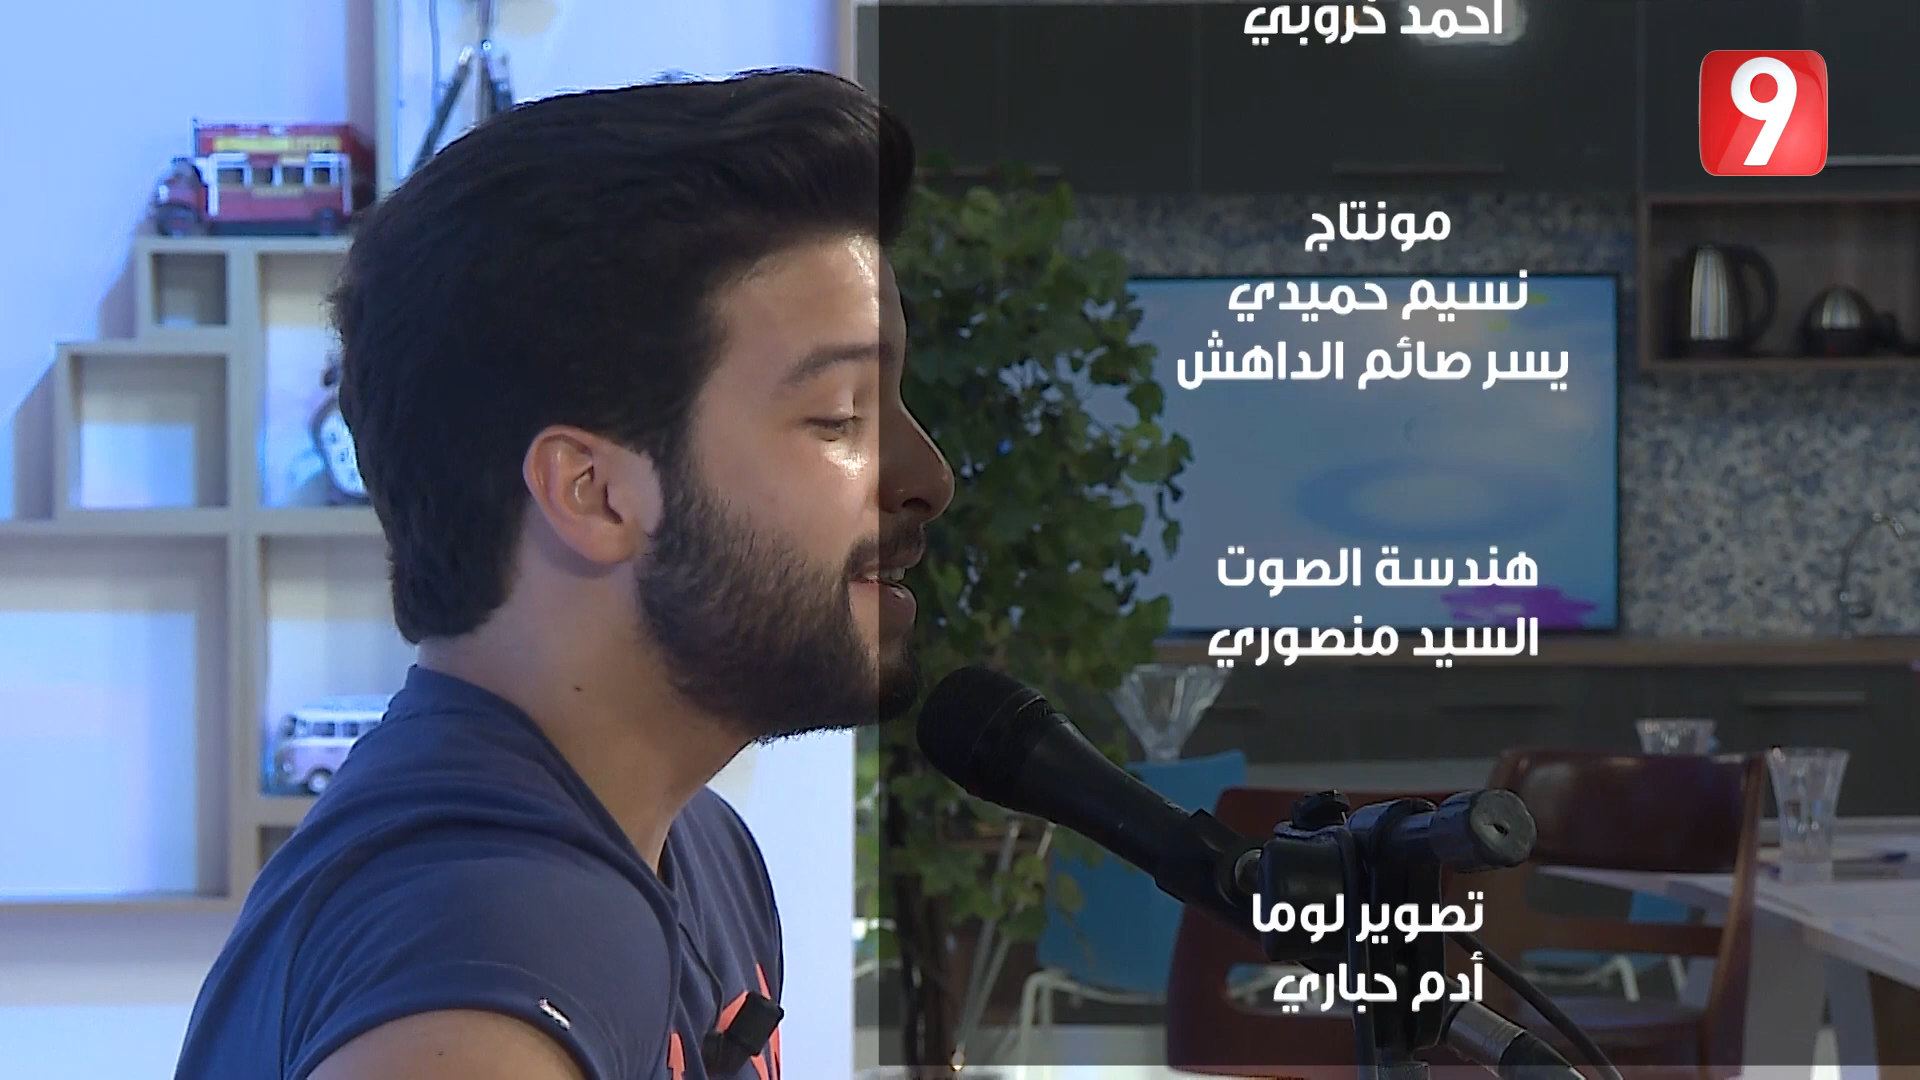 أحمد خروبي
9
مونتاج
نسيم حميدي
يسر صائم الداهش
هندسة الصوت
السيد منصوري
تصوير لوما
أدم حباري